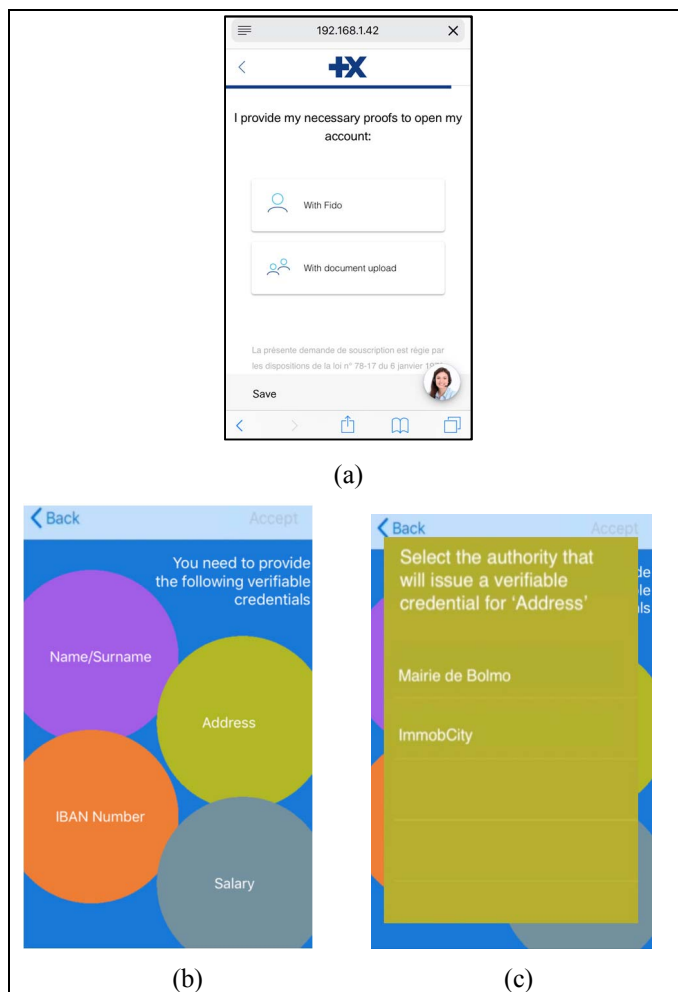 192.168.1.42
+X
I provide my necessary proofs to open my
account:
With Fido
With document upload
La présente demande de souscription est régie par
les dispositions de la loi n° 78-17 du 6 janvier
Save
(a)
Back
Accept
You need to provide
the following verifiable
credentials
Name/Surname
Address
IBAN Number
Salary
(b)
Back
Accept
Select the authority that
will issue a verifiable
credential for ‘Address’
Mairie de Bolmo
ImmobCity
(c)